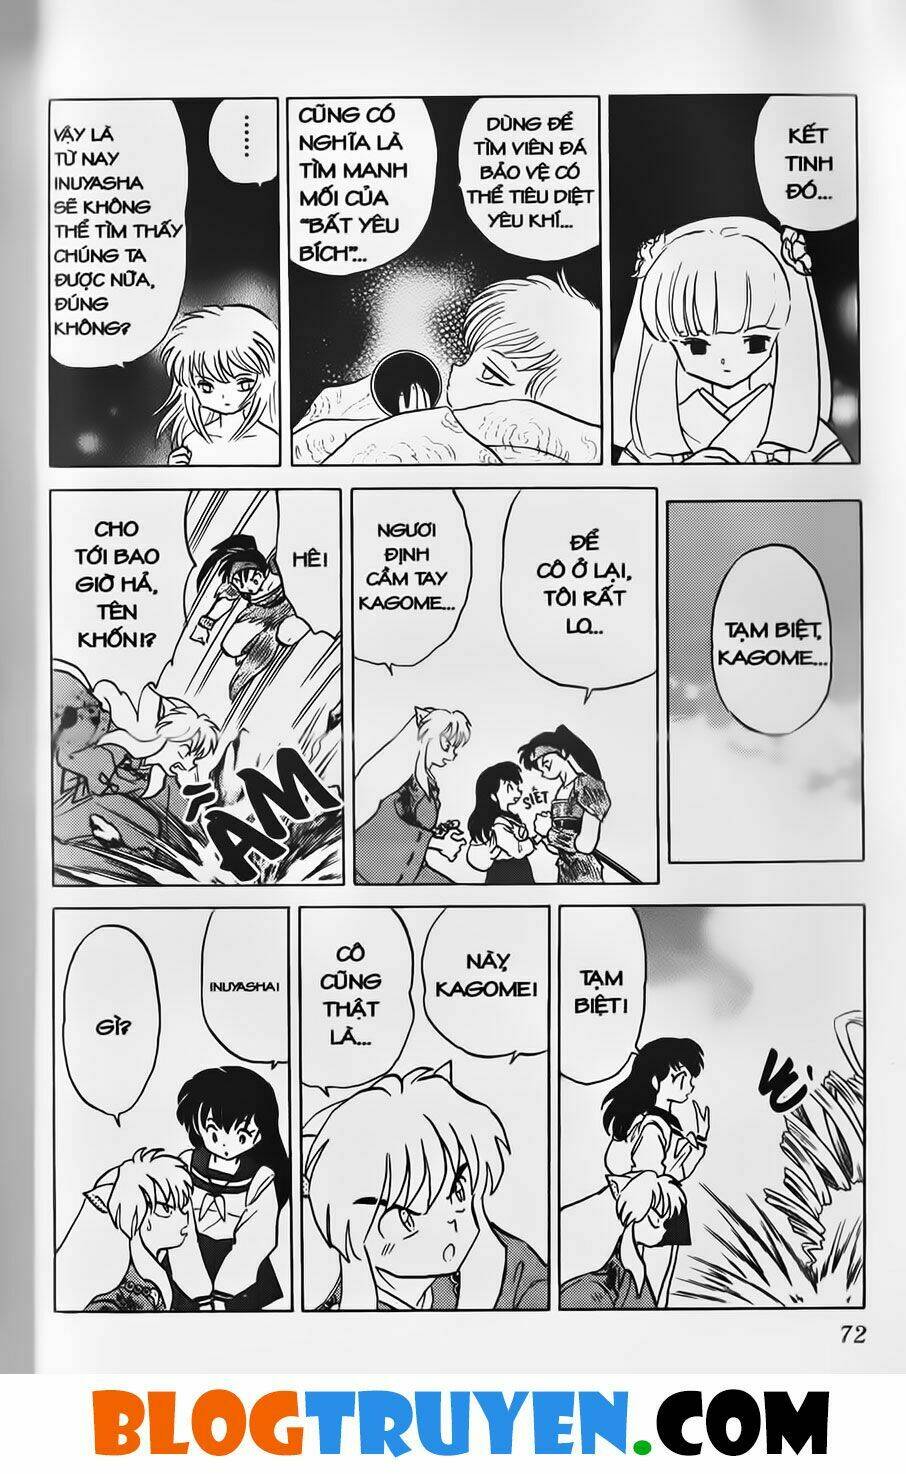 KẾT
TINH
ĐÓ...
DÙNG ĐỂ
TÌM VIÊN ĐÁ
BẢO VỆ CÓ
THỂ TIÊU DIỆT
YÊU KHÍ...
CŨNG CÓ
NGHĨA LÀ
TÌM MANH
MỐI CỦA
"BẤT YÊU
BÍCH"...
......
VẬY LÀ
TỪ NAY
INUYASHA
SẼ KHÔNG
THỂ TÌM THẤY
CHÚNG TA
ĐƯỢC NỮA,
ĐÚNG
KHÔNG?
TẠM BIỆT,
KAGOME...
ĐỂ
CÔ Ở LẠI,
TÔI RẤT
LO...
NGƯƠI
ĐỊNH
CẦM TAY
KAGOME...
SIẾT
HÊ!
CHO
TỚI BAO
GIỜ HẢ,
TÊN
KHỐN!?
ẦM
TẠM
BIỆT!
VÙ
NÀY,
KAGOME!
CÔ
CŨNG
THẬT
LÀ...
INUYASHA!
GÌ?
72
BLOGTRUYEN.COM